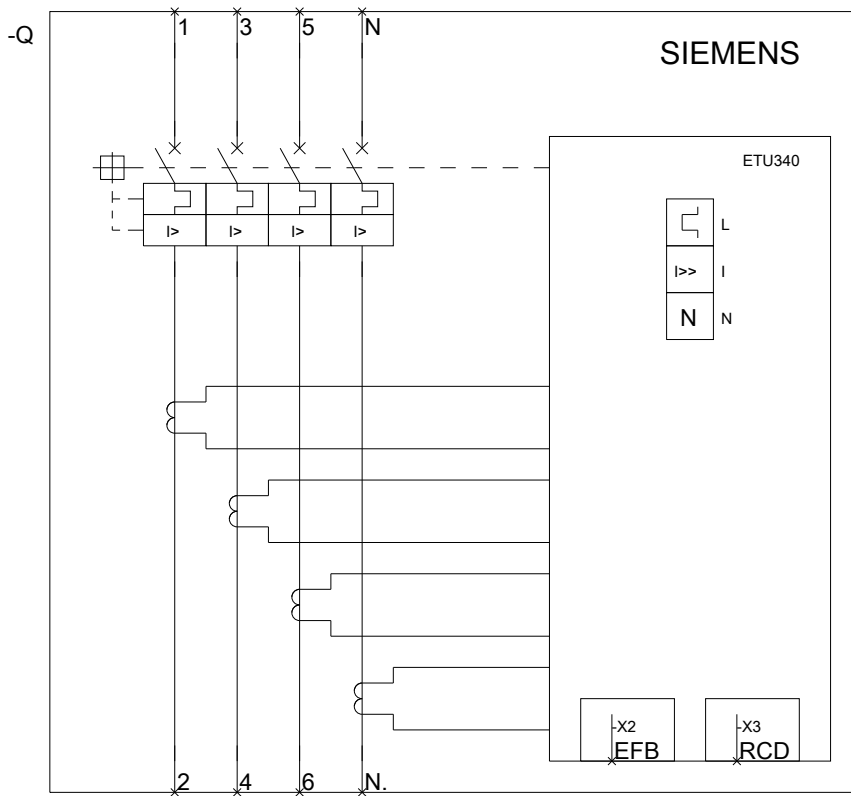 1 3 5 N
-Q
SIEMENS
ETU340
L
I> I> I> I>
I>> I
N N
-X2 -X3
EFB RCD
2 4 6 N.